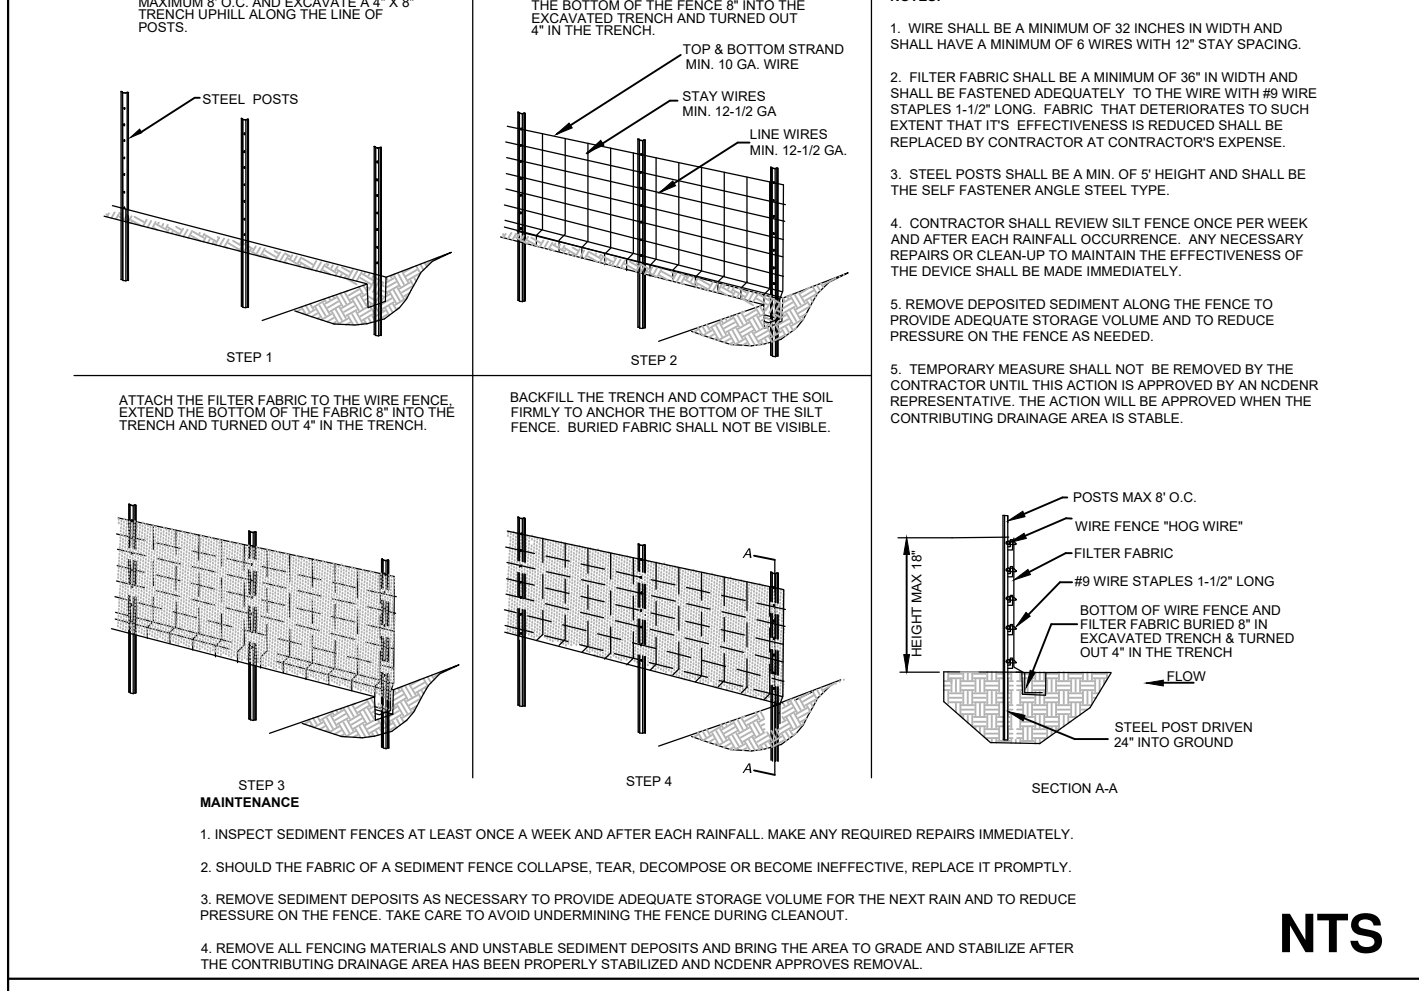 MAXIMUM 8' O.C. AND EXCAVATE A 4" X 8"
TRENCH UPHILL ALONG THE LINE OF
POSTS.
STEEL POSTS
STEP 1
THE BOTTOM OF THE FENCE 8" INTO THE
EXCAVATED TRENCH AND TURNED OUT
4" IN THE TRENCH.
TOP & BOTTOM STRAND
MIN. 10 GA. WIRE
STAY WIRES
MIN. 12-1/2 GA
LINE WIRES
MIN. 12-1/2 GA.
STEP 2
ATTACH THE FILTER FABRIC TO THE WIRE FENCE,
EXTEND THE BOTTOM OF THE FABRIC 8" INTO THE
TRENCH AND TURNED OUT 4" IN THE TRENCH.
STEP 3
BACKFILL THE TRENCH AND COMPACT THE SOIL
FIRMLY TO ANCHOR THE BOTTOM OF THE SILT
FENCE. BURIED FABRIC SHALL NOT BE VISIBLE.
A
A
STEP 4
NOTES:
1. WIRE SHALL BE A MINIMUM OF 32 INCHES IN WIDTH AND
SHALL HAVE A MINIMUM OF 6 WIRES WITH 12" STAY SPACING.
2. FILTER FABRIC SHALL BE A MINIMUM OF 36" IN WIDTH AND
SHALL BE FASTENED ADEQUATELY TO THE WIRE WITH #9 WIRE
STAPLES 1-1/2" LONG. FABRIC THAT DETERIORATES TO SUCH
EXTENT THAT IT'S EFFECTIVENESS IS REDUCED SHALL BE
REPLACED BY CONTRACTOR AT CONTRACTOR'S EXPENSE.
3. STEEL POSTS SHALL BE A MIN. OF 5' HEIGHT AND SHALL BE
THE SELF FASTENER ANGLE STEEL TYPE.
4. CONTRACTOR SHALL REVIEW SILT FENCE ONCE PER WEEK
AND AFTER EACH RAINFALL OCCURRENCE. ANY NECESSARY
REPAIRS OR CLEAN-UP TO MAINTAIN THE EFFECTIVENESS OF
THE DEVICE SHALL BE MADE IMMEDIATELY.
5. REMOVE DEPOSITED SEDIMENT ALONG THE FENCE TO
PROVIDE ADEQUATE STORAGE VOLUME AND TO REDUCE
PRESSURE ON THE FENCE AS NEEDED.
5. TEMPORARY MEASURE SHALL NOT BE REMOVED BY THE
CONTRACTOR UNTIL THIS ACTION IS APPROVED BY AN NCDENR
REPRESENTATIVE. THE ACTION WILL BE APPROVED WHEN THE
CONTRIBUTING DRAINAGE AREA IS STABLE.
POSTS MAX 8' O.C.
WIRE FENCE "HOG WIRE"
FILTER FABRIC
#9 WIRE STAPLES 1-1/2" LONG
BOTTOM OF WIRE FENCE AND
FILTER FABRIC BURIED 8" IN
EXCAVATED TRENCH & TURNED
OUT 4" IN THE TRENCH
HEIGHT MAX 18"
FLOW
STEEL POST DRIVEN
24" INTO GROUND
SECTION A-A
MAINTENANCE
1. INSPECT SEDIMENT FENCES AT LEAST ONCE A WEEK AND AFTER EACH RAINFALL. MAKE ANY REQUIRED REPAIRS IMMEDIATELY.
2. SHOULD THE FABRIC OF A SEDIMENT FENCE COLLAPSE, TEAR, DECOMPOSE OR BECOME INEFFECTIVE, REPLACE IT PROMPTLY.
3. REMOVE SEDIMENT DEPOSITS AS NECESSARY TO PROVIDE ADEQUATE STORAGE VOLUME FOR THE NEXT RAIN AND TO REDUCE
PRESSURE ON THE FENCE. TAKE CARE TO AVOID UNDERMINING THE FENCE DURING CLEANOUT.
4. REMOVE ALL FENCING MATERIALS AND UNSTABLE SEDIMENT DEPOSITS AND BRING THE AREA TO GRADE AND STABILIZE AFTER
THE CONTRIBUTING DRAINAGE AREA HAS BEEN PROPERLY STABILIZED AND NCDENR APPROVES REMOVAL.
NTS